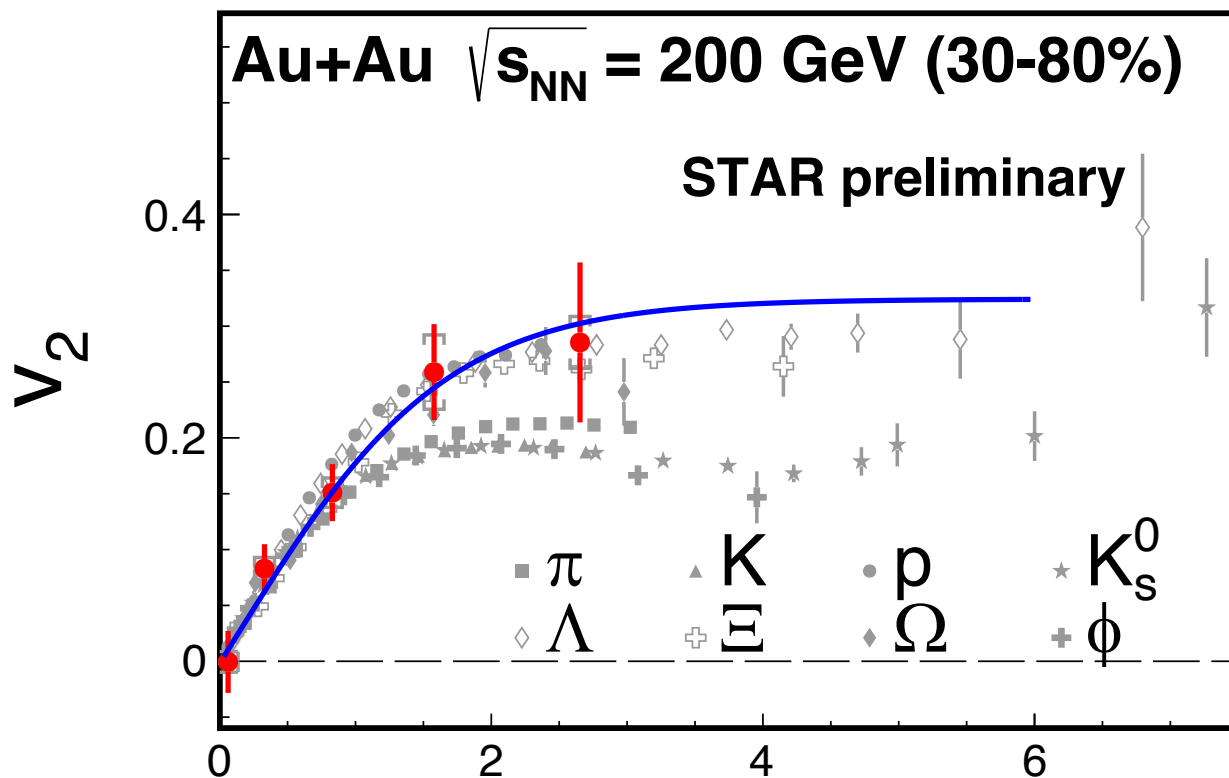 Au+Au √s_NN = 200 GeV (30-80%)
STAR preliminary
v₂
0.4
0.2
0
π K p K⁰ₛ
Λ Ξ Ω ϕ
0 2 4 6